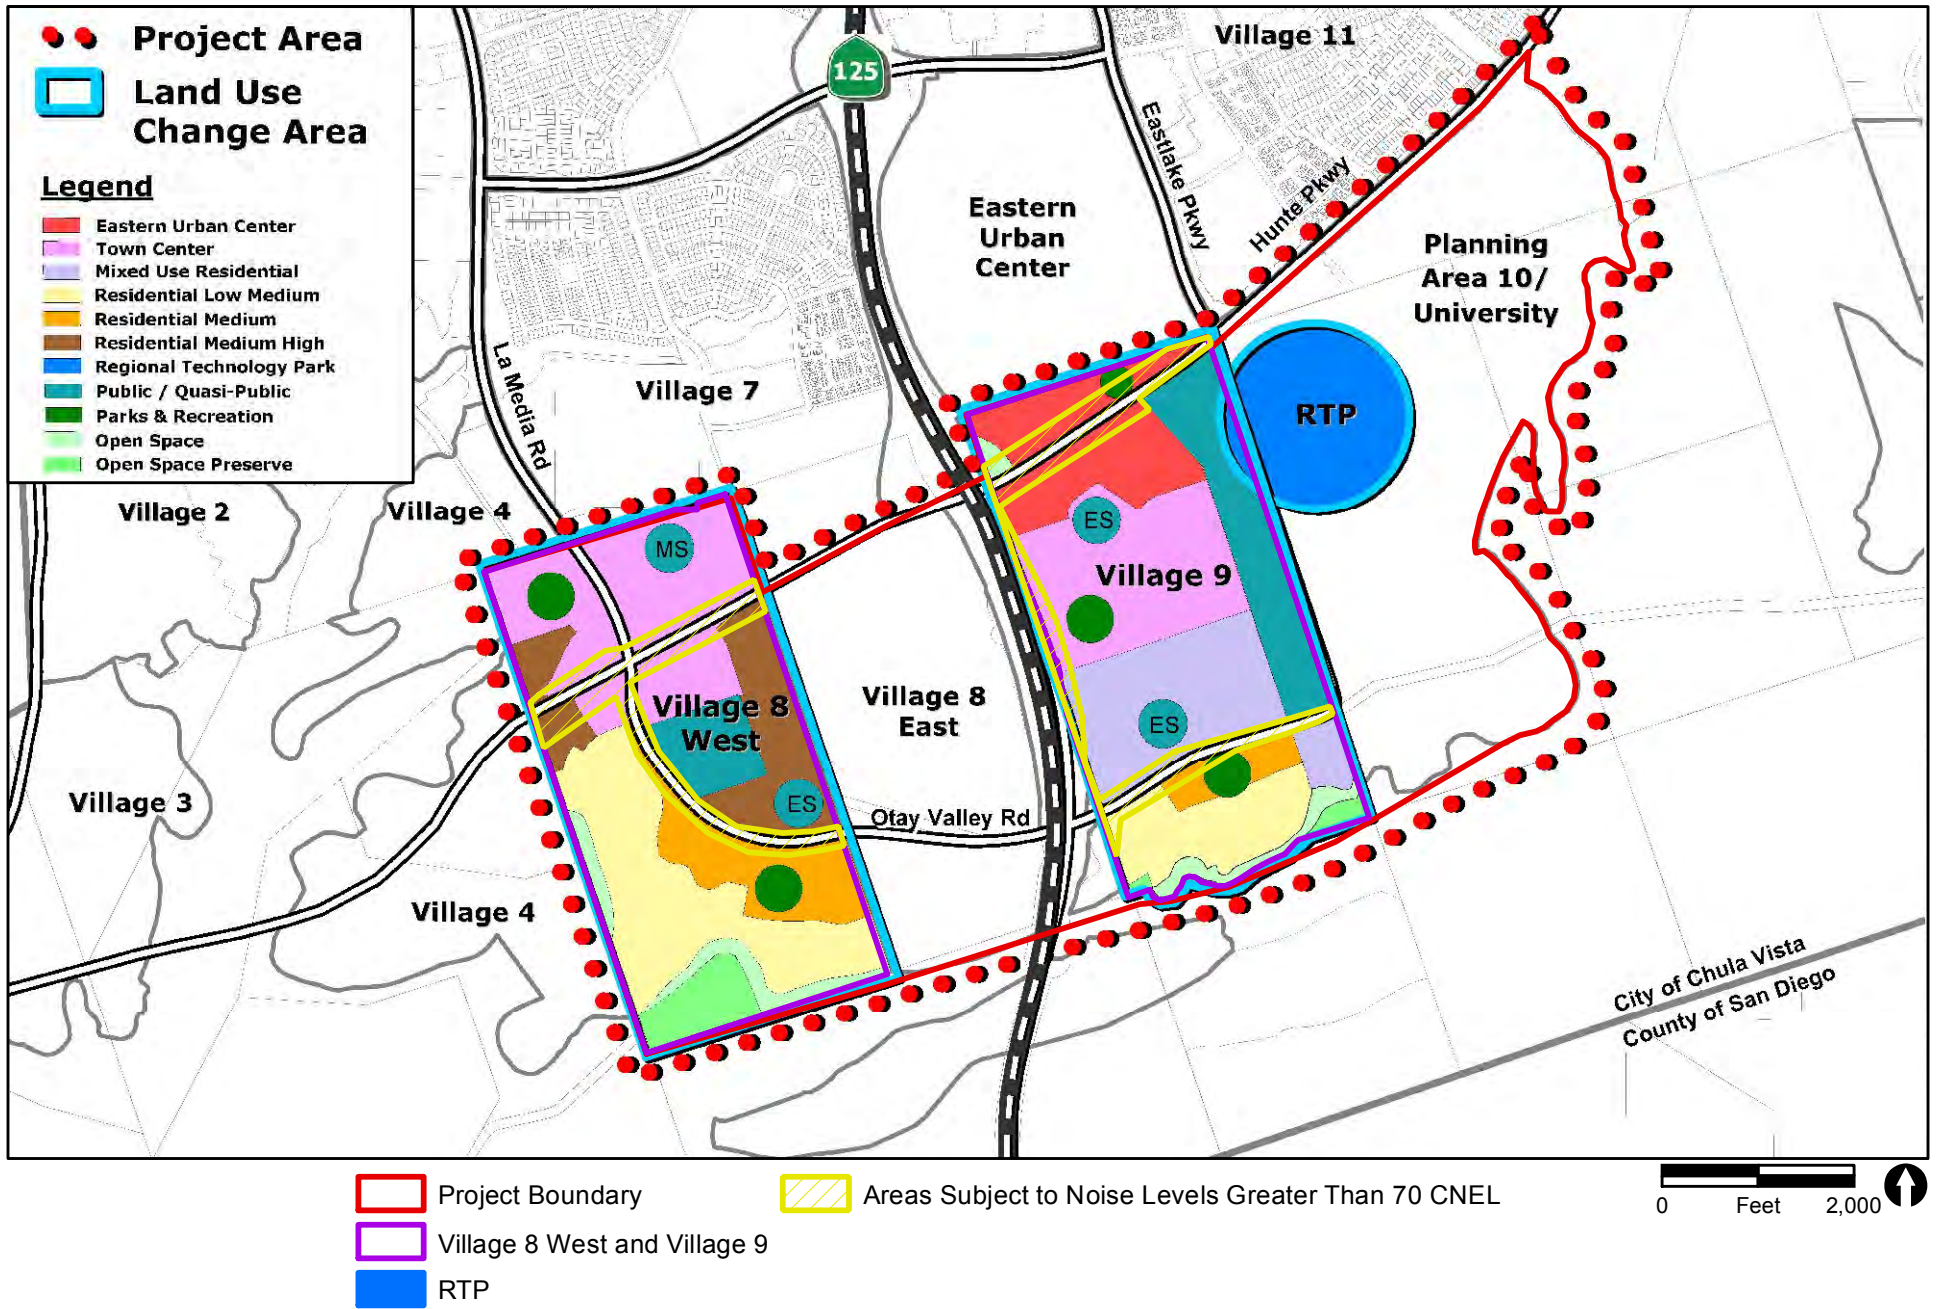 Project Area
Land Use
Change Area
Legend
Eastern Urban Center
Town Center
Mixed Use Residential
Residential Low Medium
Residential Medium
Residential Medium High
Regional Technology Park
Public / Quasi-Public
Parks & Recreation
Open Space
Open Space Preserve
125
Village 11
Eastlake Pkwy
Hunte Pkwy
Eastern
Urban
Center
Planning
Area 10/
University
La Media Rd
Village 7
RTP
Village 2
Village 4
MS
ES
Village 9
Village 8
West
Village 8
East
ES
Village 3
ES
Otay Valley Rd
Village 4
City of Chula Vista
County of San Diego
Project Boundary
Areas Subject to Noise Levels Greater Than 70 CNEL
Village 8 West and Village 9
RTP
0 Feet 2,000